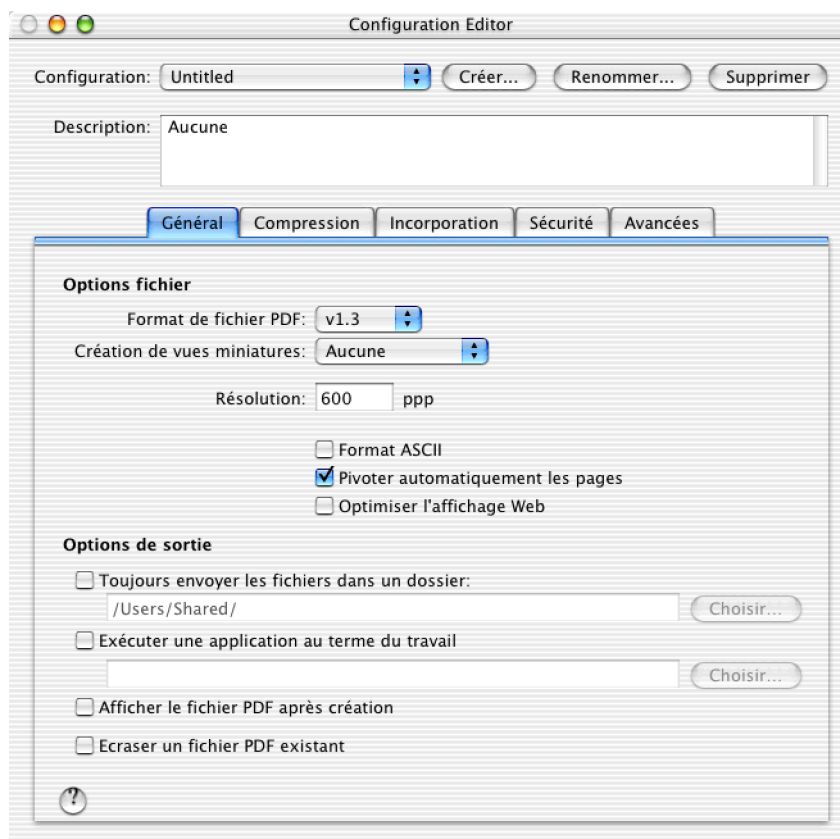 Configuration Editor
Configuration: Untitled Créer... Renommer... Supprimer
Description: Aucune
Général Compression Incorporation Sécurité Avancées
Options fichier
Format de fichier PDF: v1.3
Création de vues miniatures: Aucune
Résolution: 600 ppp
Format ASCII
Pivoter automatiquement les pages
Optimiser l'affichage Web
Options de sortie
Toujours envoyer les fichiers dans un dossier:
/Users/Shared/ Choisir...
Exécuter une application au terme du travail
Choisir...
Afficher le fichier PDF après création
Ecraser un fichier PDF existant
?